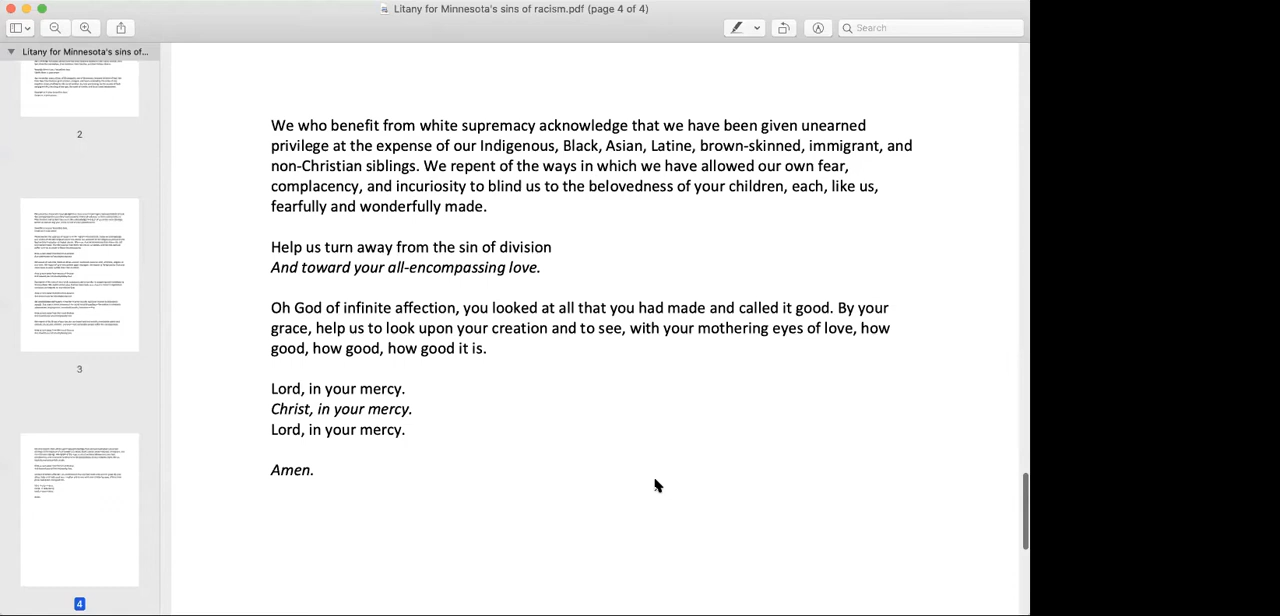 Litany for Minnesota's sins of racism.pdf (page 4 of 4)
Search
Litany for Minnesota's sins of...
2
3
4
We who benefit from white supremacy acknowledge that we have been given unearned
privilege at the expense of our Indigenous, Black, Asian, Latine, brown-skinned, immigrant, and
non-Christian siblings. We repent of the ways in which we have allowed our own fear,
complacency, and incuriosity to blind us to the belovedness of your children, each, like us,
fearfully and wonderfully made.
Help us turn away from the sin of division
And toward your all-encompassing love.
Oh God of infinite affection, you looked at all that you had made and called it good. By your
grace, help us to look upon your creation and to see, with your mothering eyes of love, how
good, how good, how good it is.
Lord, in your mercy.
Christ, in your mercy.
Lord, in your mercy.
Amen.